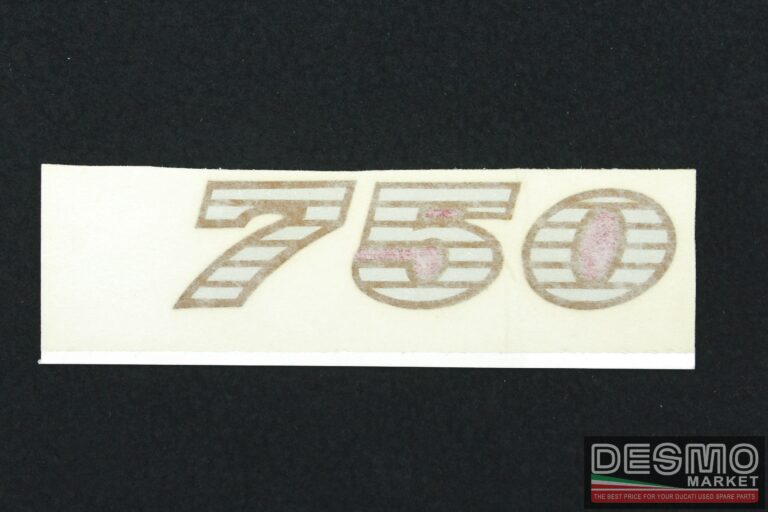 750
DESMO
MARKET
THE BEST PRICE FOR YOUR DUCATI USED SPARE PARTS